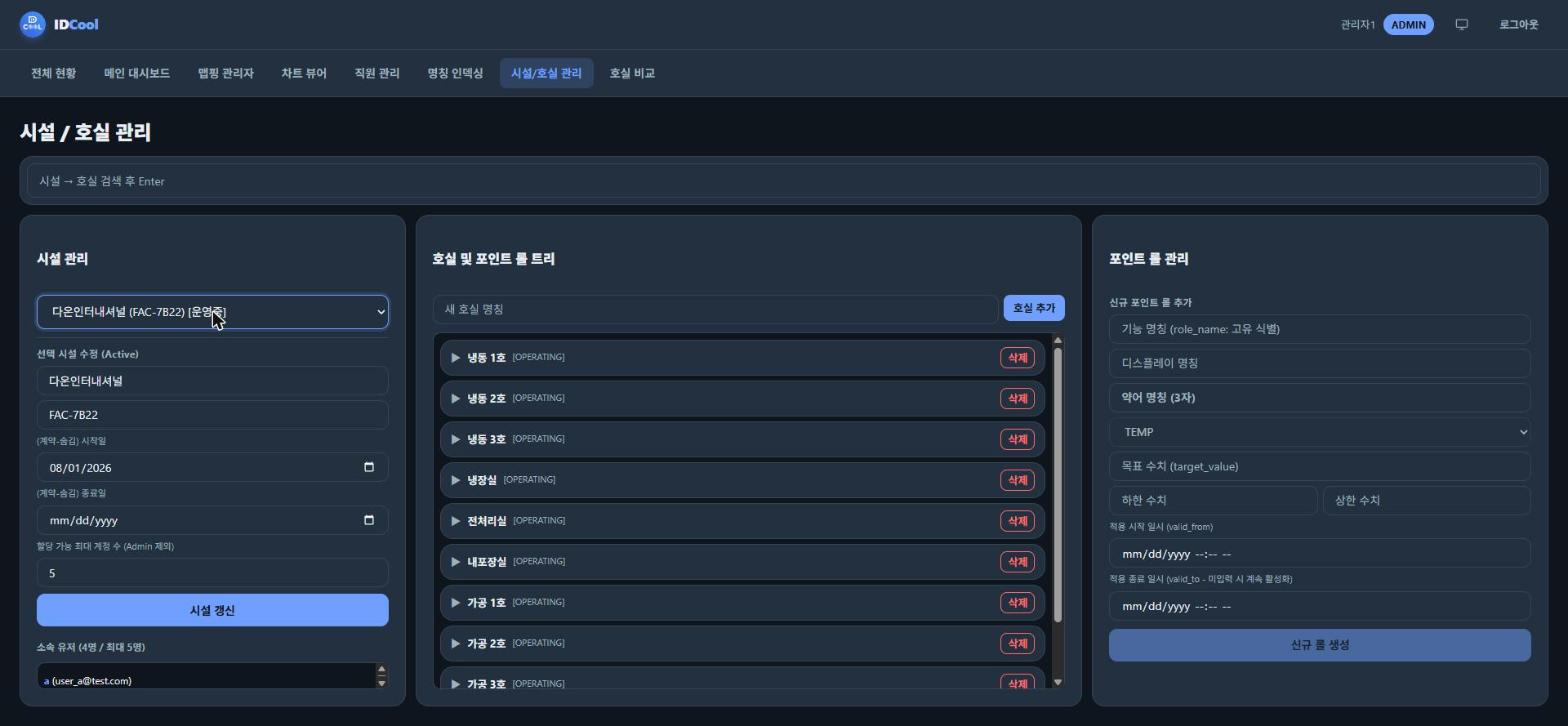 ID
COOL
IDCool
관리자1 ADMIN 로그아웃
전체 현황 메인 대시보드 맵핑 관리자 차트 뷰어 직원 관리 명칭 인덱싱 시설/호실 관리 호실 비교
시설 / 호실 관리
시설 → 호실 검색 후 Enter
시설 관리
다운인터내셔널 (FAC-7B22) [운영중]
선택 시설 수정 (Active)
다운인터내셔널
FAC-7B22
(계약-숨김) 시작일
08/01/2026
(계약-숨김) 종료일
mm/dd/yyyy
할당 가능 최대 계정 수 (Admin 제외)
5
시설 갱신
소속 유저 (4명 / 최대 5명)
a (user_a@test.com)
호실 및 포인트 롤 트리
새 호실 명칭 호실 추가
▶ 냉동 1호 [OPERATING] 삭제
▶ 냉동 2호 [OPERATING] 삭제
▶ 냉동 3호 [OPERATING] 삭제
▶ 냉장실 [OPERATING] 삭제
▶ 전처리실 [OPERATING] 삭제
▶ 내포장실 [OPERATING] 삭제
▶ 가공 1호 [OPERATING] 삭제
▶ 가공 2호 [OPERATING] 삭제
▶ 가공 3호 [OPERATING] 삭제
포인트 롤 관리
신규 포인트 롤 추가
기능 명칭 (role_name: 고유 식별)
디스플레이 명칭
약어 명칭 (3자)
TEMP
목표 수치 (target_value)
하한 수치 상한 수치
적용 시작 일시 (valid_from)
mm/dd/yyyy --:-- --
적용 종료 일시 (valid_to - 미입력 시 계속 활성화)
mm/dd/yyyy --:-- --
신규 롤 생성